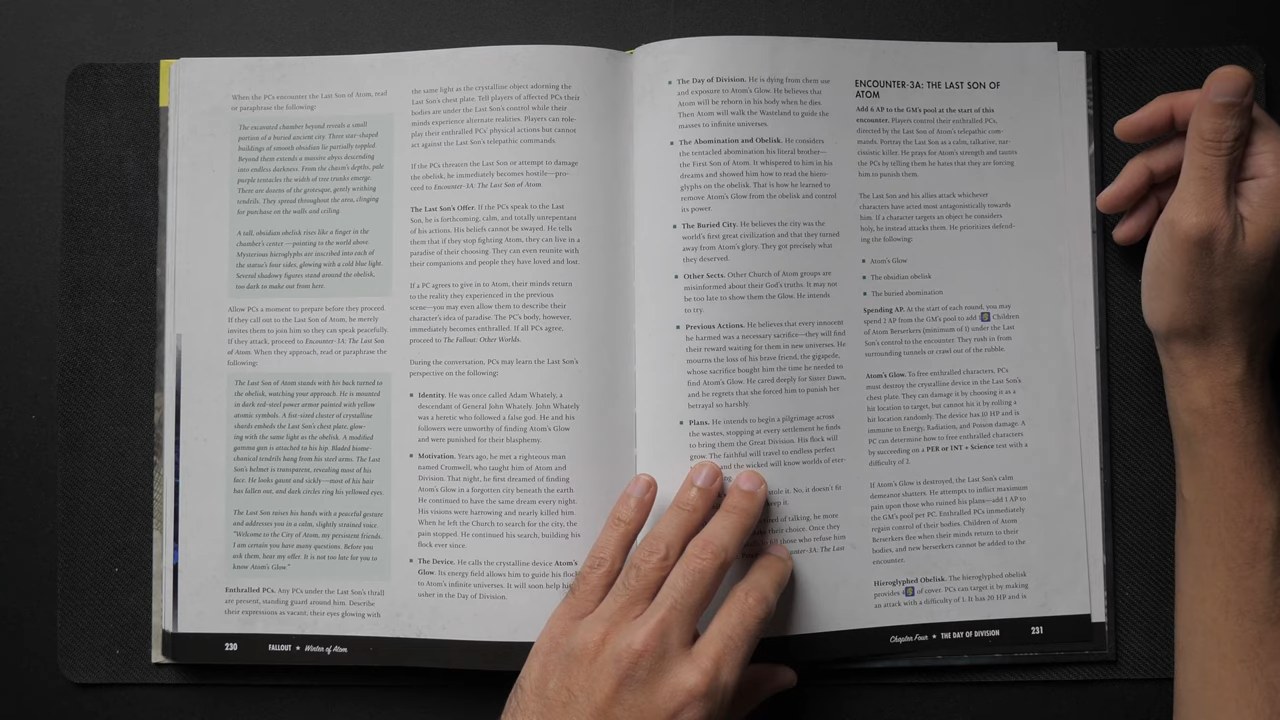 When the PCs encounter the Last Son of Atom, read
or paraphrase the following:
The excavated chamber beyond reveals a small
portion of a buried ancient city. Three star-shaped
buildings of smooth obsidian lie partially toppled.
Beyond them extends a massive abyss descending
into endless darkness. From the chasm's depths, pale
purple tentacles the width of tree trunks emerge.
There are dozens of the grotesque, gently writhing
tendrils. They spread throughout the area, clinging
for purchase on the walls and ceiling.
A tall, obsidian obelisk rises like a finger in the
chamber's center—pointing to the world above.
Mysterious hieroglyphs are inscribed into each of
the statue's four sides, glowing with a cold blue light.
Several shadowy figures stand around the obelisk,
too dark to make out from here.
Allow PCs a moment to prepare before they proceed.
If they call out to the Last Son of Atom, he merely
invites them to join him so they can speak peacefully.
If they attack, proceed to Encounter-3A: The Last Son
of Atom. When they approach, read or paraphrase the
following:
The Last Son of Atom stands with his back turned to
the obelisk, watching your approach. He is mounted
in dark red-steel power armor painted with yellow
atomic symbols. A fist-sized cluster of crystalline
shards embeds the Last Son's chest plate, glow-
ing with the same light as the obelisk. A modified
gamma gun is attached to his hip. Bladed biome-
chanical tendrils hang from his steel arms. The Last
Son's helmet is transparent, revealing most of his
face. He looks gaunt and sickly—most of his hair
has fallen out, and dark circles ring his yellowed eyes.
The Last Son raises his hands with a peaceful gesture
and addresses you in a calm, slightly strained voice.
"Welcome to the City of Atom, my persistent friends.
I am certain you have many questions. Before you
ask them, hear my offer. It is not too late for you to
know Atom's Glow."
Enthralled PCs. Any PCs under the Last Son's thrall
are present, standing guard around him. Describe
their expressions as vacant, their eyes glowing with
the same light as the crystalline object adorning the
Last Son's chest plate. Tell players of affected PCs their
bodies are under the Last Son's control while their
minds experience alternate realities. Players can role-
play their enthralled PCs' physical actions but cannot
act against the Last Son's telepathic commands.
If the PCs threaten the Last Son or attempt to damage
the obelisk, he immediately becomes hostile—pro-
ceed to Encounter-3A: The Last Son of Atom
The Last Son's Offer. If the PCs speak to the Last
Son, he is forthcoming, calm, and totally unrepentant
of his actions. His beliefs cannot be swayed. He tells
them that if they stop fighting Atom, they can live in a
paradise of their choosing. They can even reunite with
their companions and people they have loved and lost.
If a PC agrees to give in to Atom, their minds return
to the reality they experienced in the previous
scene—you may even allow them to describe their
character's idea of paradise. The PC's body, however,
immediately becomes enthralled. If all PCs agree,
proceed to The Fallout: Other Worlds.
During the conversation, PCs may learn the Last Son's
perspective on the following:
■ Identity. He was once called Adam Whately, a
descendant of General John Whately. John Whately
was a heretic who followed a false god. He and his
followers were unworthy of finding Atom's Glow
and were punished for their blasphemy.
■ Motivation. Years ago, he met a righteous man
named Cromwell, who taught him of Atom and
Division. That night, he first dreamed of finding
Atom's Glow in a forgotten city beneath the earth.
He continued to have the same dream every night.
His visions were harrowing and nearly killed him.
When he left the Church to search for the city, the
pain stopped. He continued his search, building his
flock ever since.
■ The Device. He calls the crystalline device Atom's
Glow. Its energy field allows him to guide his flock
to Atom's infinite universes. It will soon help
usher in the Day of Division.
230 FALLOUT ★ Winter of Atom
■ The Day of Division. He is dying from chem use
and exposure to Atom's Glow. He believes that
Atom will be reborn in his body when he dies.
Then Atom will walk the Wasteland to guide the
masses to infinite universes.
■ The Abomination and Obelisk. He considers
the tentacled abomination his literal brother—
the First Son of Atom. It whispered to him in his
dreams and showed him how to read the hiero-
glyphs on the obelisk. That is how he learned to
remove Atom's Glow from the obelisk and control
its power.
■ The Buried City. He believes the city was the
world's first great civilization and that they turned
away from Atom's glory. They got precisely what
they deserved.
■ Other Sects. Other Church of Atom groups are
misinformed about their God's truths. It may not
be too late to show them the Glow. He intends
to try.
■ Previous Actions. He believes that every innocent
he harmed was a necessary sacrifice—they will find
their reward waiting for them in new universes. He
mourns the loss of his brave friend, the gigapede,
whose sacrifice bought him the time he needed to
find Atom's Glow. He cared deeply for Sister Dawn,
and he regrets that she forced him to punish her
betrayal so harshly.
■ Plans. He intends to begin a pilgrimage across
the wastes, stopping at every settlement he finds
to bring them the Great Division. His flock will
grow. The faithful will travel to endless perfect
and the wicked will know worlds of eter-
stole it. No, it doesn't fit
keep it.
tired of talking, he more
their choice. Once they
to kill those who refuse him
Encounter-3A: The Last
ENCOUNTER-3A: THE LAST SON OF
ATOM
Add 6 AP to the GM's pool at the start of this
encounter. Players control their enthralled PCs,
directed by the Last Son's telepathic com-
mands. Portray the Last Son as a calm, talkative, nar-
cissistic killer. He prays for Atom's strength and taunts
the PCs by telling them he hates that they are forcing
him to punish them.
The Last Son and his allies attack whichever
characters have acted most antagonistically towards
him. If a character targets an object he considers
holy, he instead attacks them. He prioritizes defend-
ing the following:
■ Atom's Glow
■ The obsidian obelisk
■ The buried abomination
Spending AP. At the start of each round, you may
spend 2 AP from the GM's pool to add 1 Children
of Atom Berserkers (minimum of 1) under the Last
Son's control to the encounter. They rush in from
surrounding tunnels or crawl out of the rubble.
Atom's Glow. To free enthralled characters, PCs
must destroy the crystalline device in the Last Son's
chest plate. They can damage it by choosing it as a
hit location to target, but cannot hit it by rolling a
hit location randomly. The device has 10 HP and is
immune to Energy, Radiation, and Poison damage. A
PC can determine how to free enthralled characters
by succeeding on a PER or INT + Science test with a
difficulty of 2.
If Atom's Glow is destroyed, the Last Son's calm
demeanor shatters. He attempts to inflict maximum
pain upon those who ruined his plans—add 1 AP to
the GM's pool per PC. Enthralled PCs immediately
regain control of their bodies. Children of Atom
Berserkers flee when their minds return to their
bodies, and new berserkers cannot be added to the
encounter.
Hieroglyphed Obelisk. The hieroglyphed obelisk
provides 4 of cover. PCs can target it by making
an attack with a difficulty of 1. It has 20 HP and is
Chapter Four ★ THE DAY OF DIVISION 231